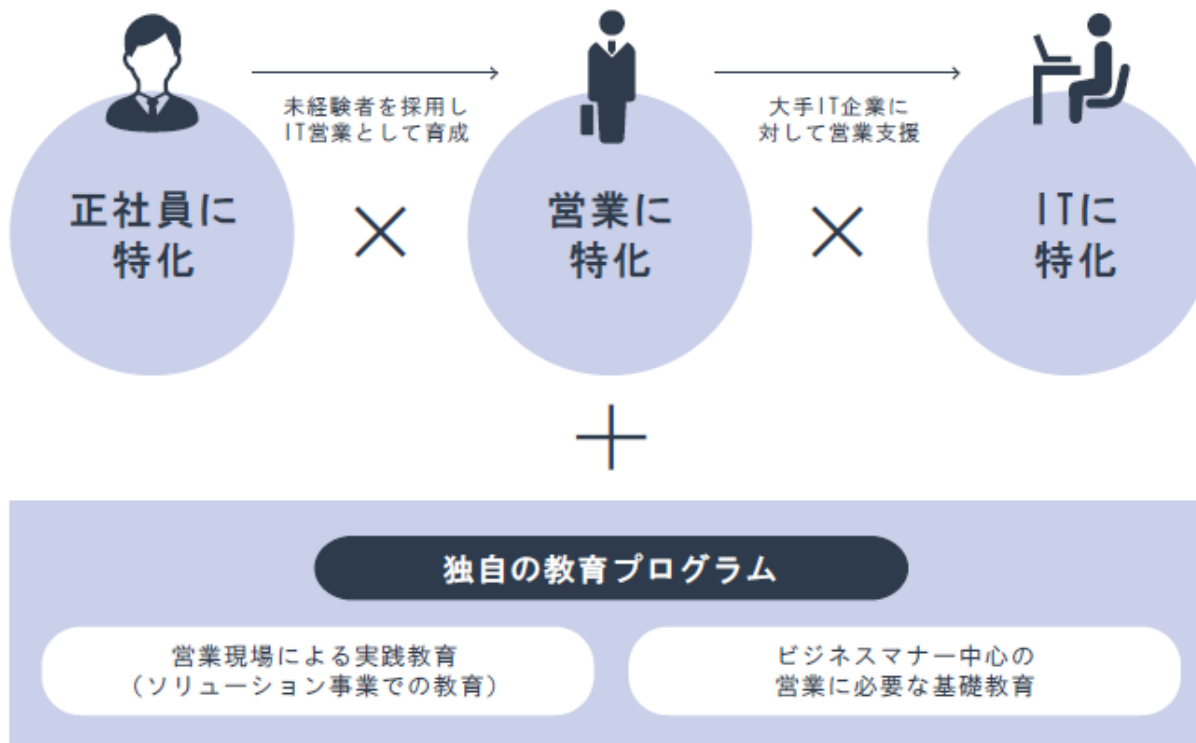 未経験者を採用し
IT営業として育成
大手IT企業に
対して営業支援
正社員に
特化
×
営業に
特化
×
ITに
特化
+
独自の教育プログラム
営業現場による実践教育
(ソリューション事業での教育)
ビジネスマナー中心の
営業に必要な基礎教育